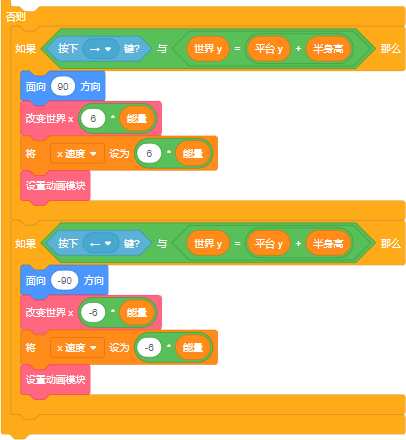 否则
如果 按下 → 键? 与 世界 y = 平台 y + 半身高 那么
面向 90 方向
改变世界 x 6 * 能量
将 x 速度 设为 6 * 能量
设置动画模块
如果 按下 ← 键? 与 世界 y = 平台 y + 半身高 那么
面向 -90 方向
改变世界 x -6 * 能量
将 x 速度 设为 -6 * 能量
设置动画模块